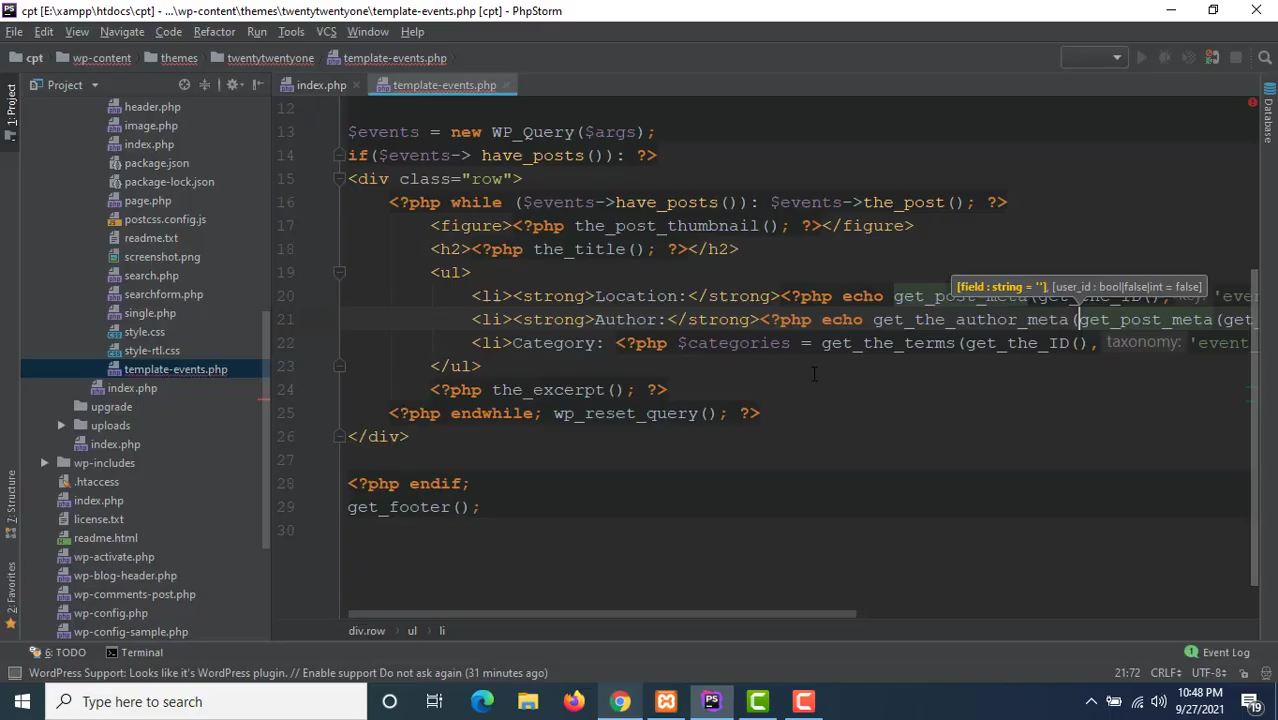 cpt [E:\xampp\htdocs\cpt] - ...\wp-content\themes\twentytwentyone\template-events.php [cpt] - PhpStorm
File Edit View Navigate Code Refactor Run Tools VCS Window Help
cpt wp-content themes twentytwentyone template-events.php
1: Project
7: Structure
2: Favorites
Database
Project
header.php
image.php
index.php
package.json
package-lock.json
page.php
postcss.config.js
readme.txt
screenshot.png
search.php
searchform.php
single.php
style.css
style-rtl.css
template-events.php
index.php
upgrade
uploads
index.php
wp-includes
.htaccess
index.php
license.txt
readme.html
wp-activate.php
wp-blog-header.php
wp-comments-post.php
wp-config.php
wp-config-sample.php
index.php template-events.php
12
13 $events = new WP_Query($args);
14 if($events-> have_posts()): ?>
15 <div class="row">
16 <?php while ($events->have_posts()): $events->the_post(); ?>
17 <figure><?php the_post_thumbnail(); ?></figure>
18 <h2><?php the_title(); ?></h2>
19 <ul>
[field : string = ''], [user_id : bool|false|int = false]
20 <li><strong>Location:</strong><?php echo get_post_meta(get_the_ID(), 'even
21 <li><strong>Author:</strong><?php echo get_the_author_meta(get_post_meta(get_
22 <li>Category: <?php $categories = get_the_terms(get_the_ID(), taxonomy: 'event
23 </ul>
24 <?php the_excerpt(); ?>
25 <?php endwhile; wp_reset_query(); ?>
26 </div>
27
28 <?php endif;
29 get_footer();
30
div.row ul li
6: TODO Terminal Event Log
WordPress Support: Looks like it's WordPress plugin. // Enable support Do not ask again (31 minutes ago)
21:72 CRLF÷ UTF-8÷
Type here to search
10:48 PM
9/27/2021
19